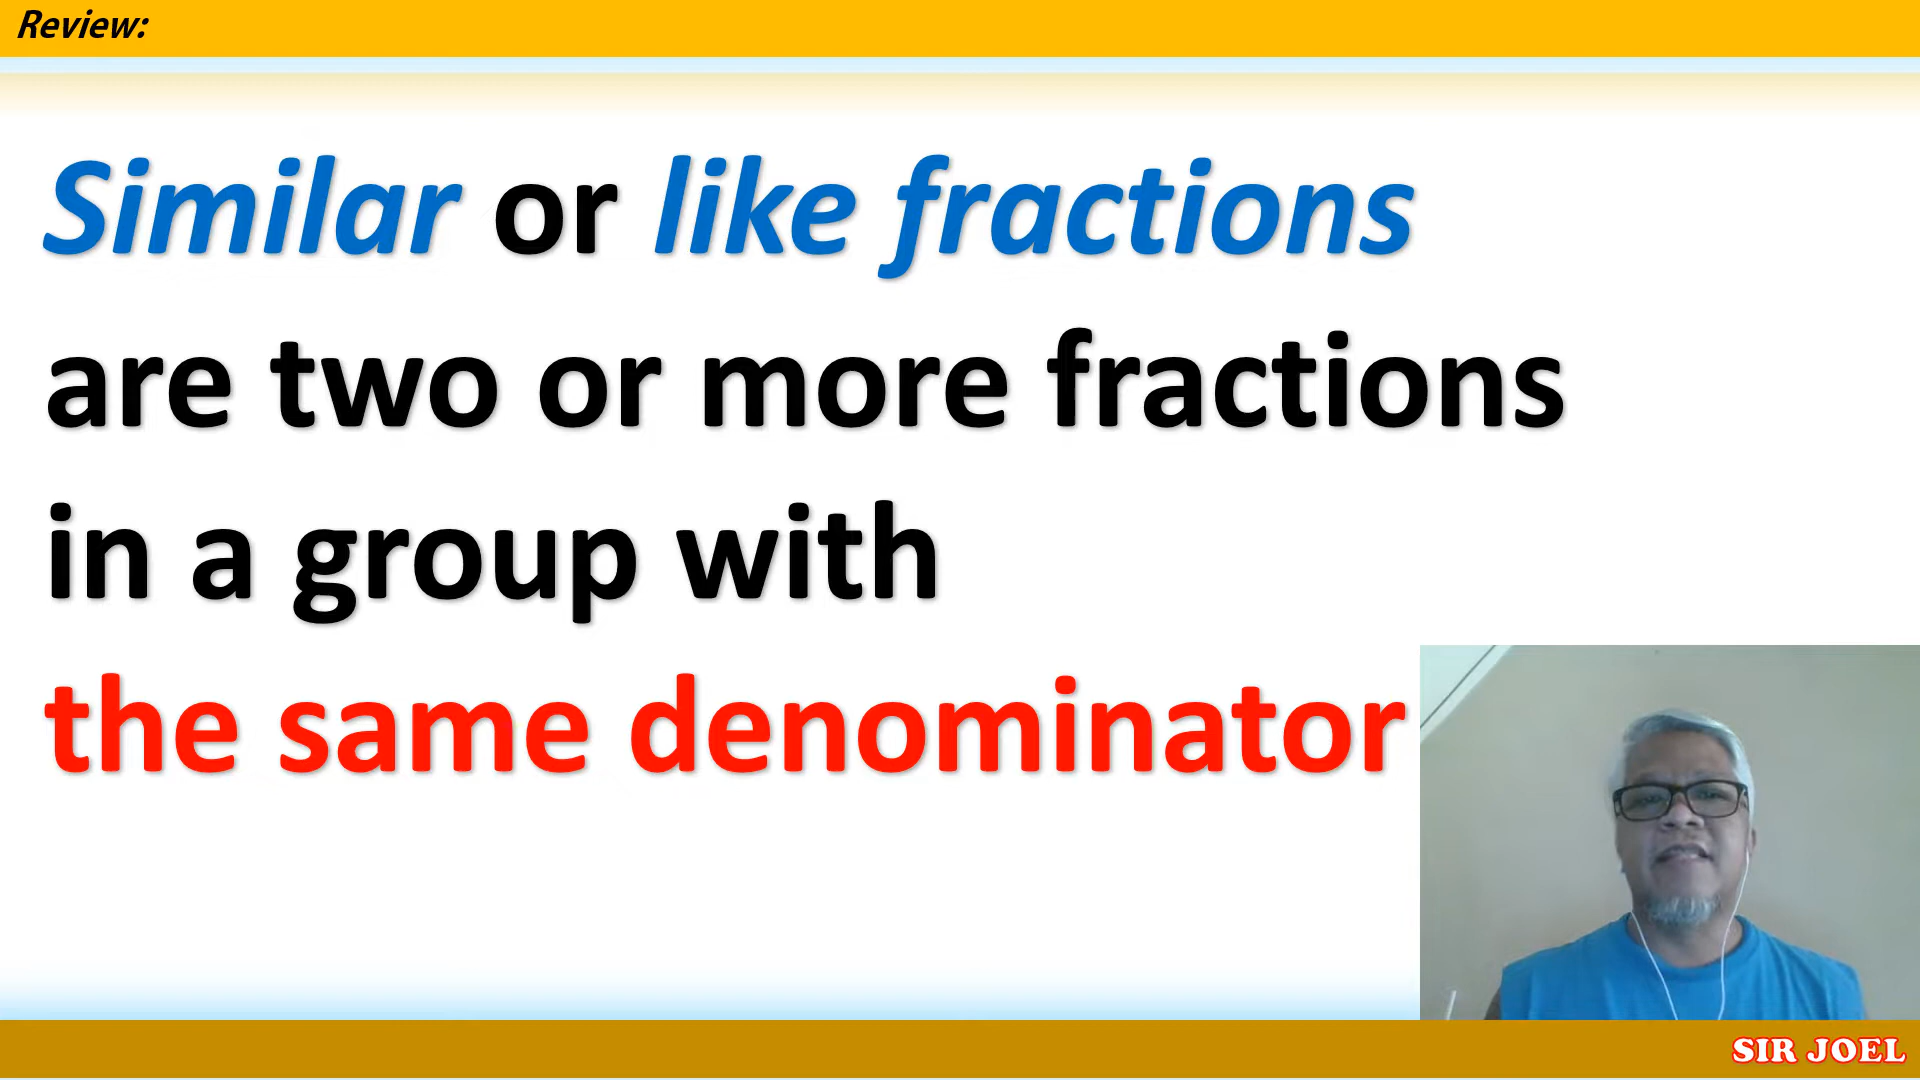 Review:
Similar or like fractions
are two or more fractions
in a group with
the same denominator
SIR JOEL